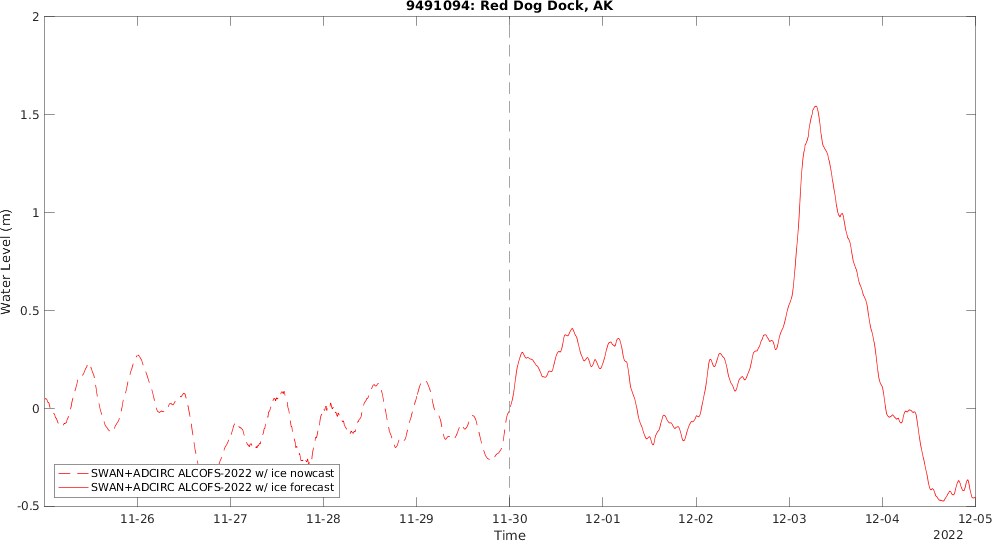 9491094: Red Dog Dock, AK
2
1.5
1
0.5
0
-0.5
Water Level (m)
SWAN+ADCIRC ALCOFS-2022 w/ ice nowcast
SWAN+ADCIRC ALCOFS-2022 w/ ice forecast
11-26 11-27 11-28 11-29 11-30 12-01 12-02 12-03 12-04 12-05
Time
2022